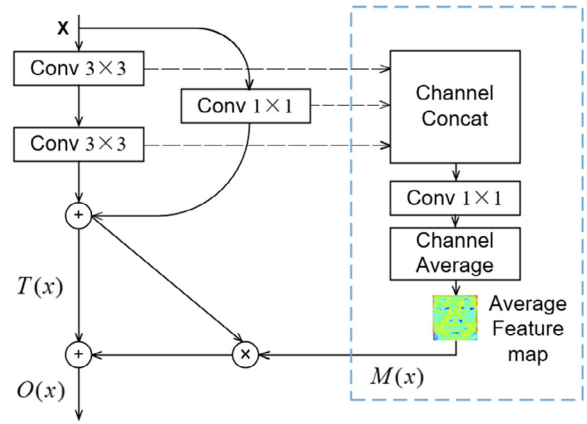 X
Conv 3×3
Conv 1×1
Conv 3×3
+
T(x)
+
O(x)
×
M(x)
Channel
Concat
Conv 1×1
Channel
Average
Average
Feature
map